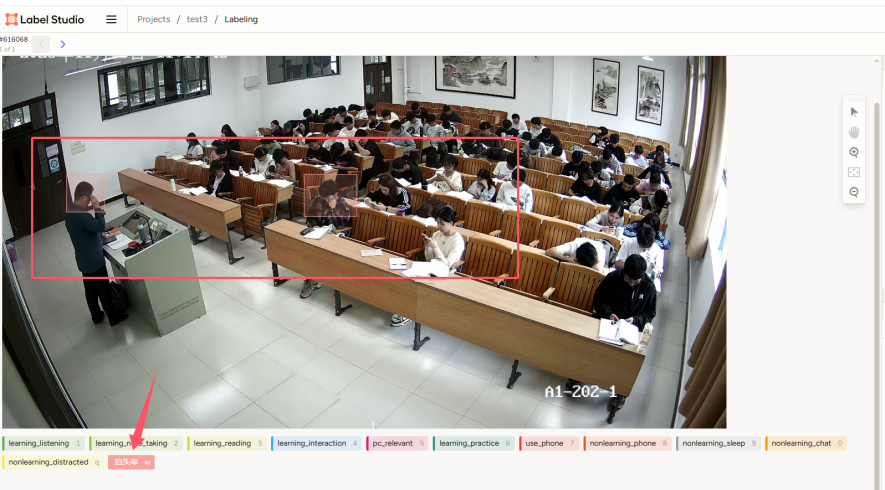 Label Studio
Projects / test3 / Labeling
#616068
1 of 1
A1-202-1
learning_listening 1
learning_note_taking 2
learning_reading 3
learning_interaction 4
pc_relevant 5
learning_practice 6
use_phone 7
nonlearning_phone 8
nonlearning_sleep 9
nonlearning_chat 0
nonlearning_distracted q
抬头率 w